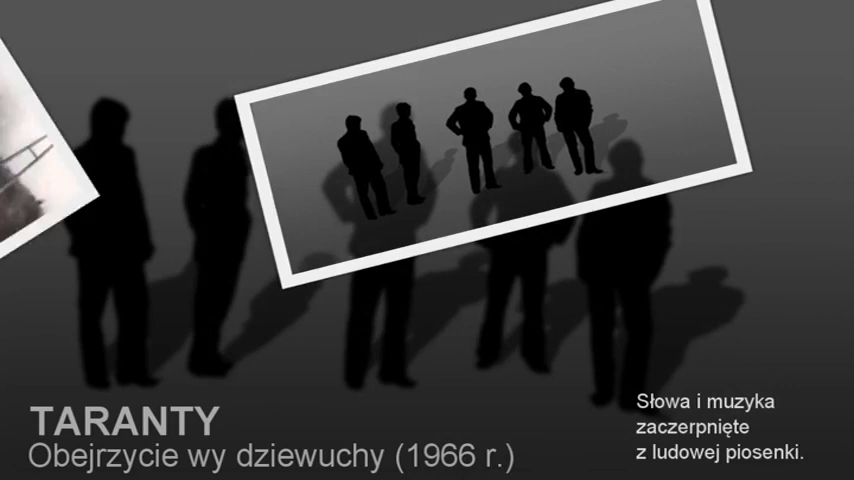 TARANTY
Obejrzycie wy dziewuchy (1966 r.)
Słowa i muzyka
zaczerpnięte
z ludowej piosenki.